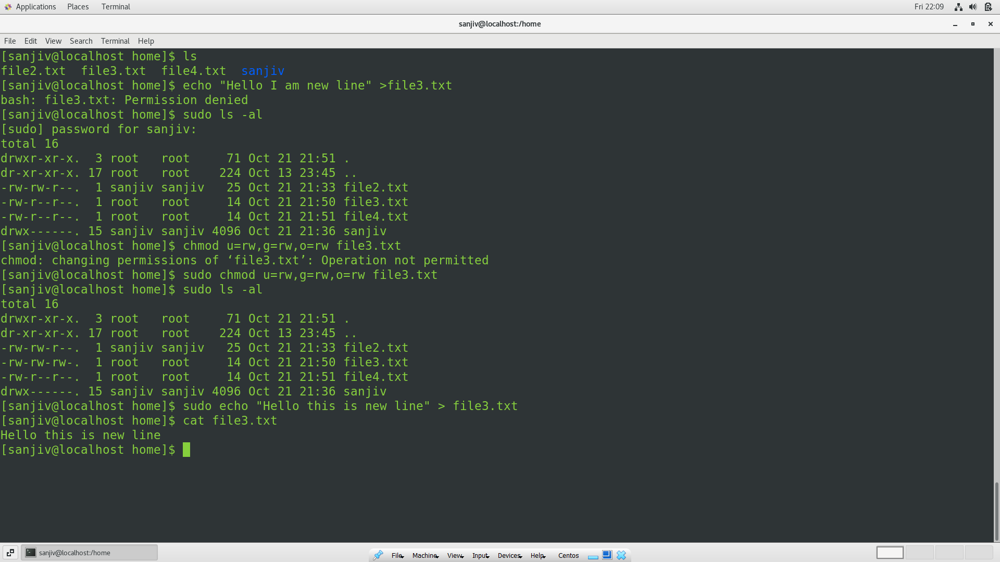 Applications Places Terminal Fri 22:09
sanjiv@localhost:/home
File Edit View Search Terminal Help
[sanjiv@localhost home]$ ls
file2.txt  file3.txt  file4.txt  sanjiv
[sanjiv@localhost home]$ echo "Hello I am new line" >file3.txt
bash: file3.txt: Permission denied
[sanjiv@localhost home]$ sudo ls -al
[sudo] password for sanjiv:
total 16
drwxr-xr-x.  3 root   root     71 Oct 21 21:51 .
dr-xr-xr-x. 17 root   root    224 Oct 13 23:45 ..
-rw-rw-r--.  1 sanjiv sanjiv   25 Oct 21 21:33 file2.txt
-rw-r--r--.  1 root   root     14 Oct 21 21:50 file3.txt
-rw-r--r--.  1 root   root     14 Oct 21 21:51 file4.txt
drwx------. 15 sanjiv sanjiv 4096 Oct 21 21:36 sanjiv
[sanjiv@localhost home]$ chmod u=rw,g=rw,o=rw file3.txt
chmod: changing permissions of ‘file3.txt’: Operation not permitted
[sanjiv@localhost home]$ sudo chmod u=rw,g=rw,o=rw file3.txt
[sanjiv@localhost home]$ sudo ls -al
total 16
drwxr-xr-x.  3 root   root     71 Oct 21 21:51 .
dr-xr-xr-x. 17 root   root    224 Oct 13 23:45 ..
-rw-rw-r--.  1 sanjiv sanjiv   25 Oct 21 21:33 file2.txt
-rw-rw-rw-.  1 root   root     14 Oct 21 21:50 file3.txt
-rw-r--r--.  1 root   root     14 Oct 21 21:51 file4.txt
drwx------. 15 sanjiv sanjiv 4096 Oct 21 21:36 sanjiv
[sanjiv@localhost home]$ sudo echo "Hello this is new line" > file3.txt
[sanjiv@localhost home]$ cat file3.txt
Hello this is new line
[sanjiv@localhost home]$
sanjiv@localhost:/home
File Machine View Input Devices Help Centos